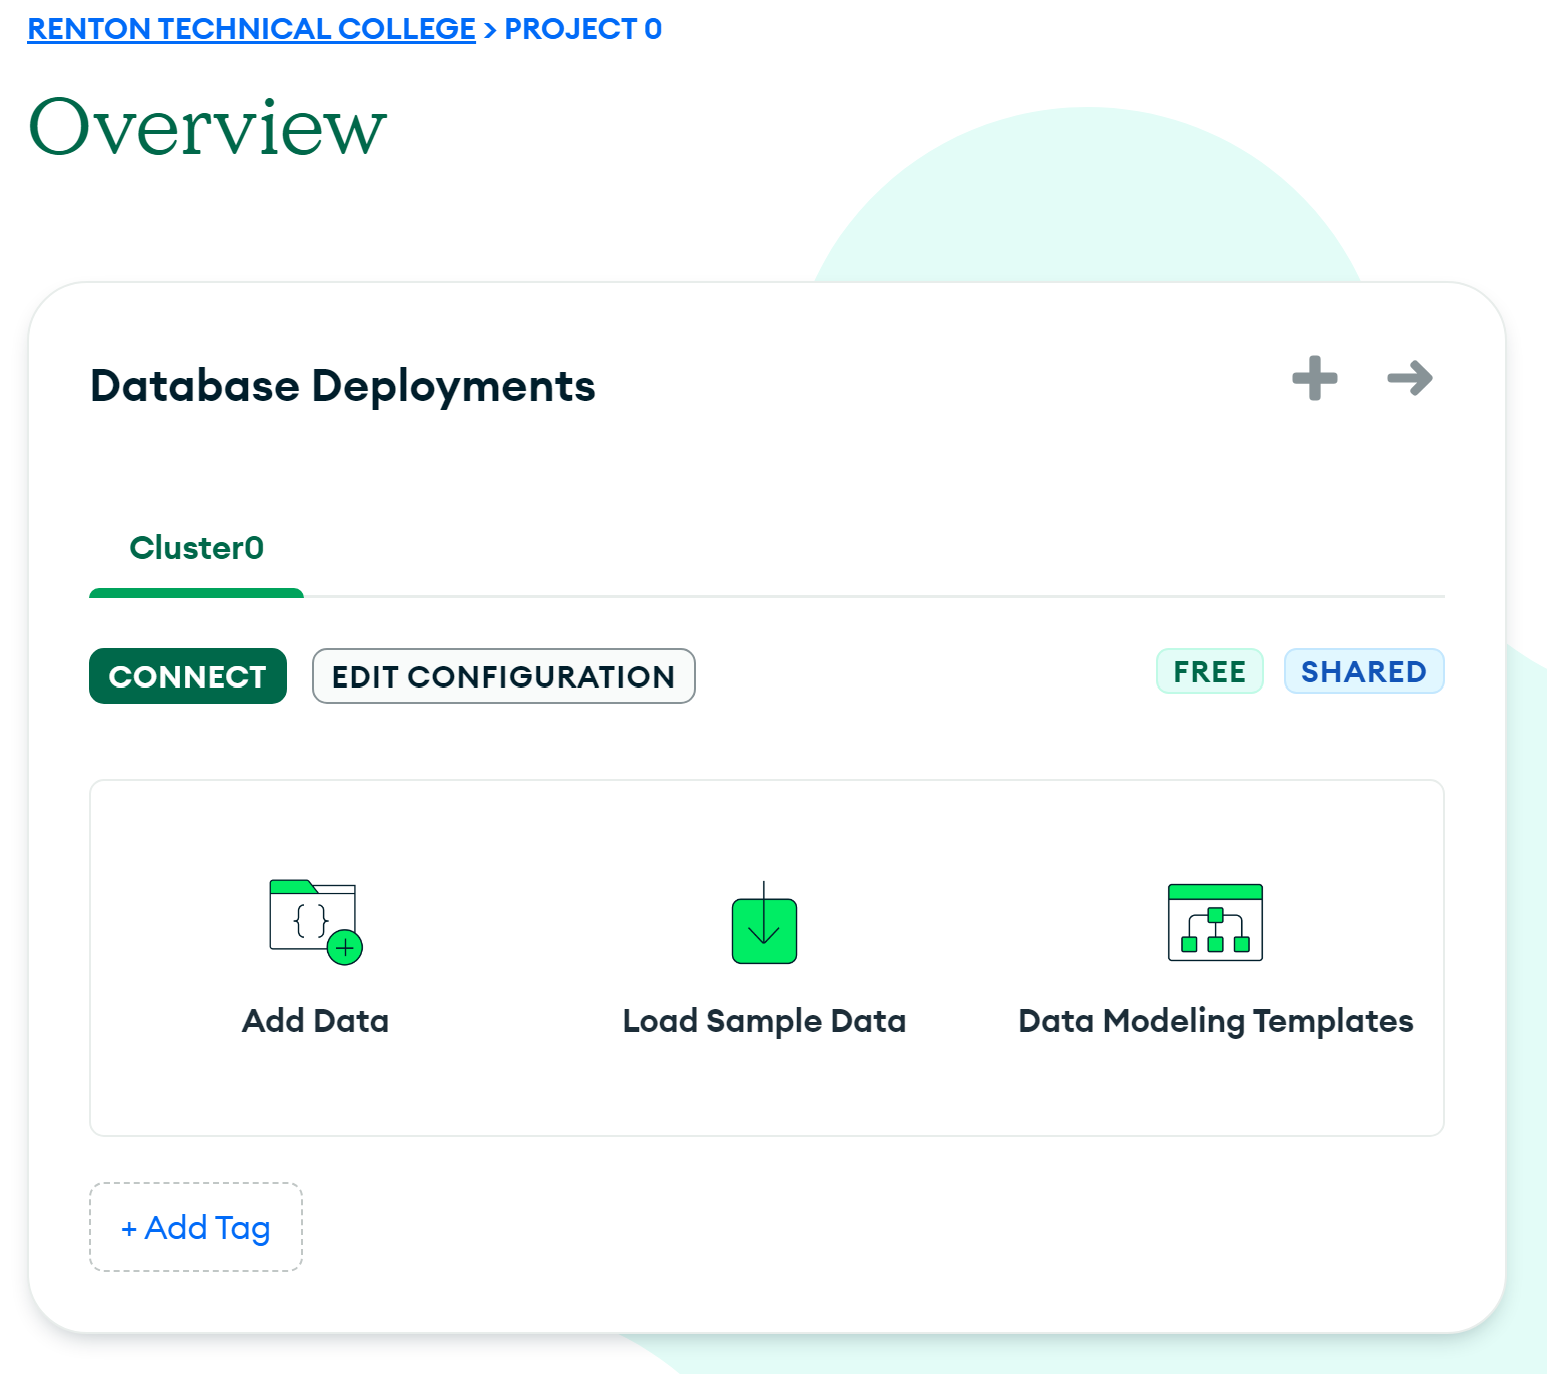 RENTON TECHNICAL COLLEGE > PROJECT 0
Overview
Database Deployments
Cluster0
CONNECT EDIT CONFIGURATION FREE SHARED
{ }
Add Data Load Sample Data Data Modeling Templates
+ Add Tag